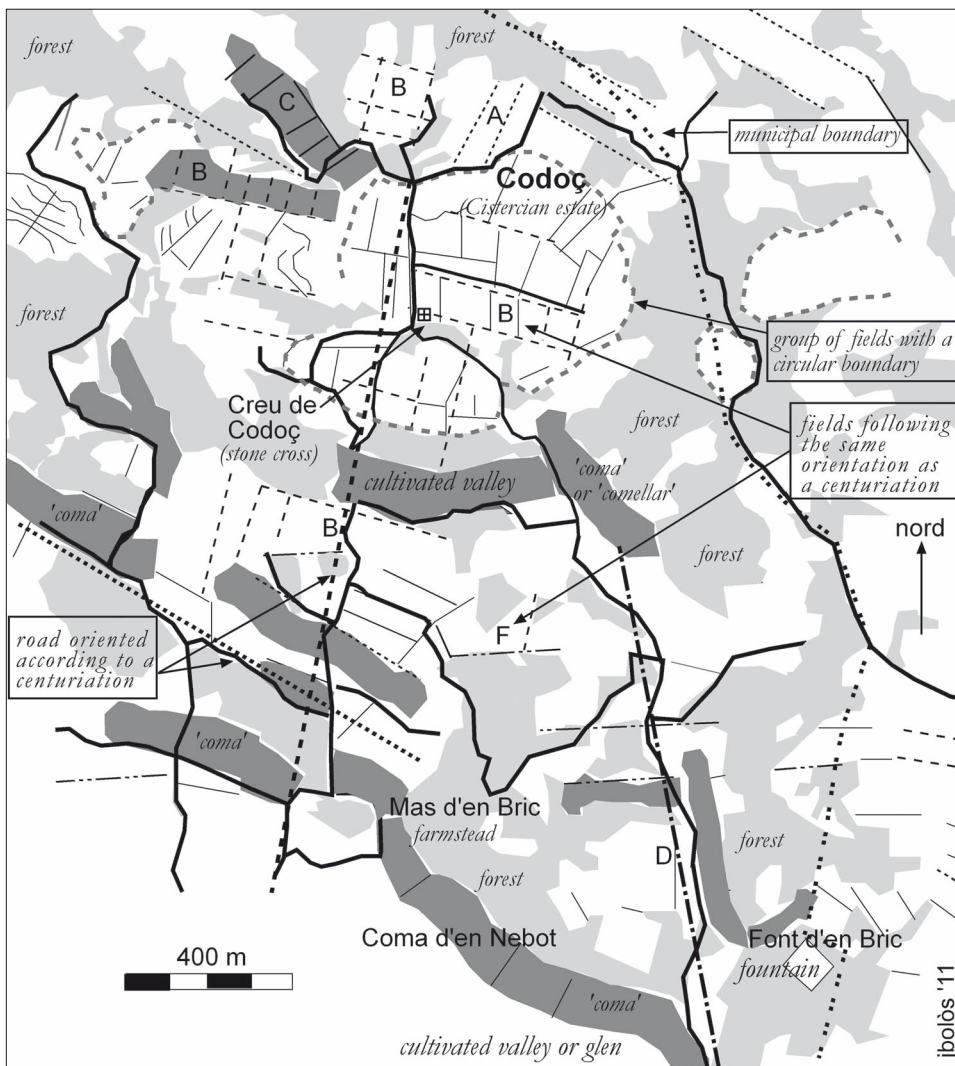 forest
forest
B
C
A
municipal
boundary
B
Codoç
(Cistercian estate)
forest
B
group of fields with a
circular boundary
Creu de
Codoç
(stone cross)
forest
fields following
the same
orientation as
a centuriation
cultivated valley
'coma'
or 'comellar'
'coma'
B
nord
forest
F
road oriented
according to a
centuriation
'coma'
Mas d'en Bric
farmstead
forest
D
forest
Coma d'en Nebot
Font d'en Bric
fountain
400 m
'coma'
cultivated valley or glen
jbolòs '11